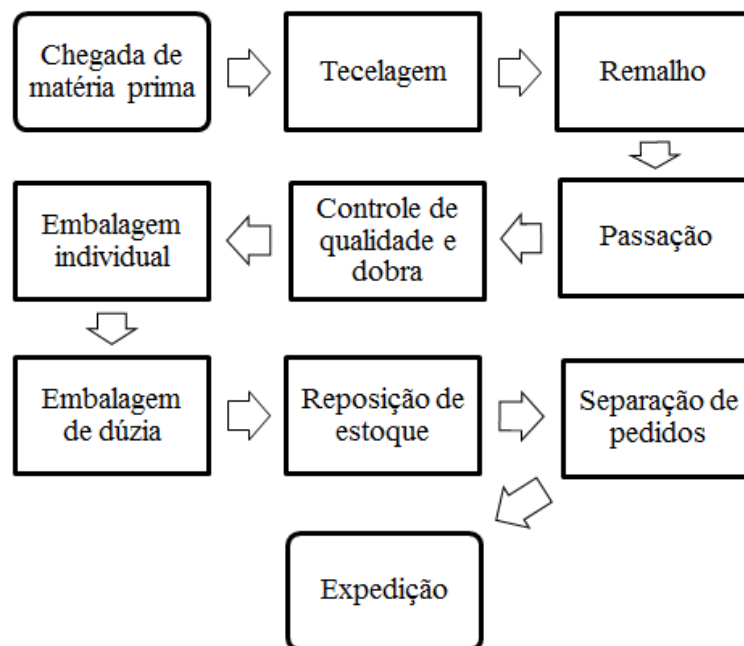 Chegada de
matéria prima
Tecelagem
Remalho
Passação
Controle de
qualidade e
dobra
Embalagem
individual
Embalagem
de dúzia
Reposição de
estoque
Separação de
pedidos
Expedição